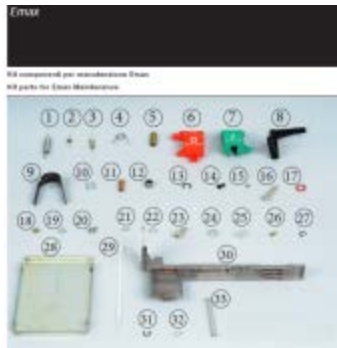 Emax
Kit componenti per manutenzione Emax
Kit parts for Emax Maintenance
1 2 3 4 5 6 7 8
9 10 11 12 13 14 15 16 17
18 19 20 21 22 23 24 25 26 27
28 29 30
31 32 33